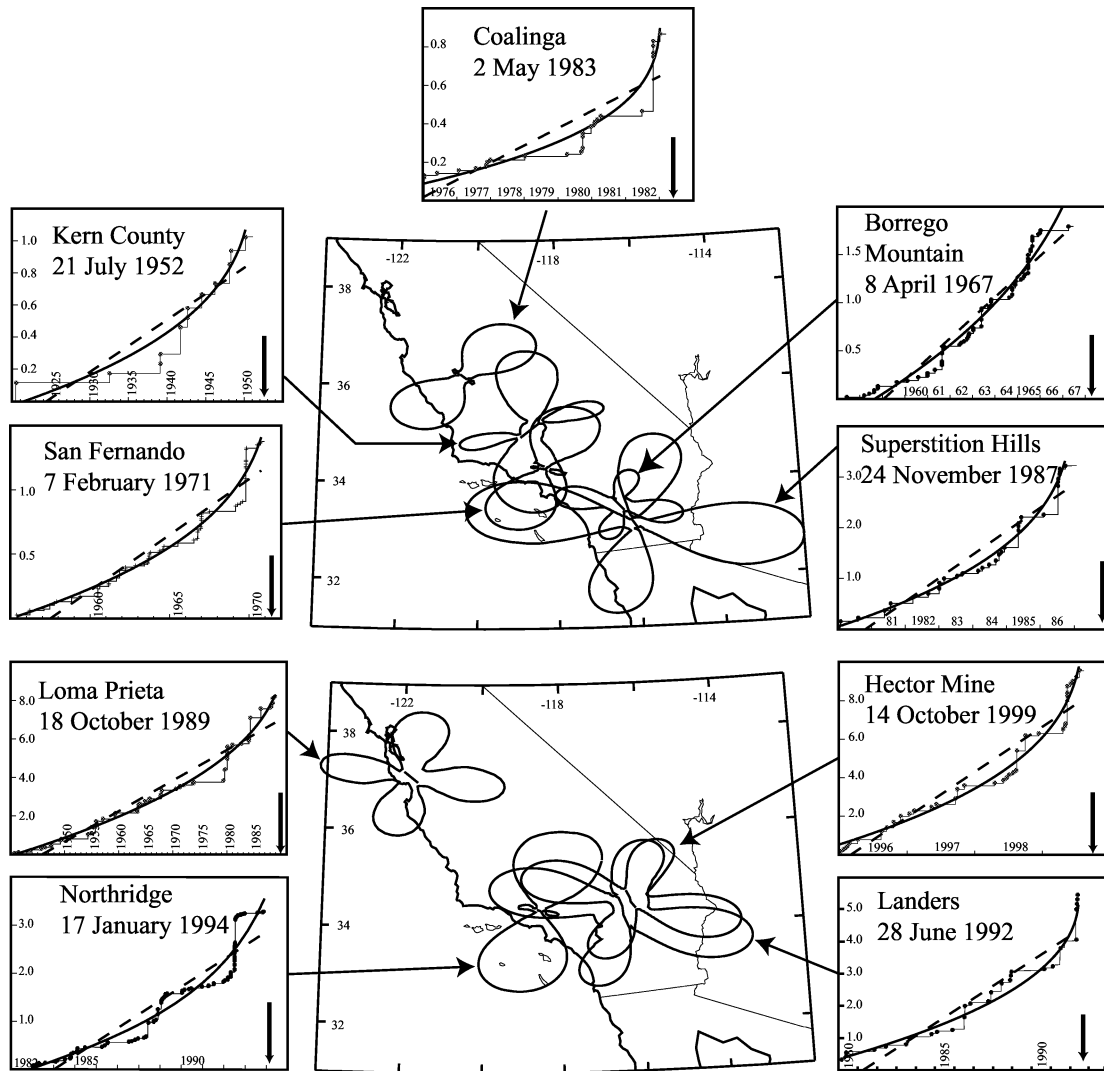 Coalinga
2 May 1983
0.8
0.6
0.4
0.2
1976 1977 1978 1979 1980 1981 1982
Kern County
21 July 1952
1.0
0.8
0.6
0.4
0.2
1925 1930 1935 1940 1945 1950
San Fernando
7 February 1971
1.0
0.5
1960 1965 1970
-122 -118 -114
38
36
34
32
Borrego
Mountain
8 April 1967
1.5
1.0
0.5
1960 61 62 63 64 1965 66 67
Superstition Hills
24 November 1987
3.0
2.0
1.0
81 1982 83 84 1985 86
Loma Prieta
18 October 1989
8.0
6.0
4.0
2.0
1950 1955 1960 1965 1970 1975 1980 1985
Northridge
17 January 1994
3.0
2.0
1.0
1982 1985 1990
-122 -118 -114
38
36
34
32
Hector Mine
14 October 1999
8.0
6.0
4.0
2.0
1996 1997 1998
Landers
28 June 1992
5.0
4.0
3.0
2.0
1.0
1980 1985 1990